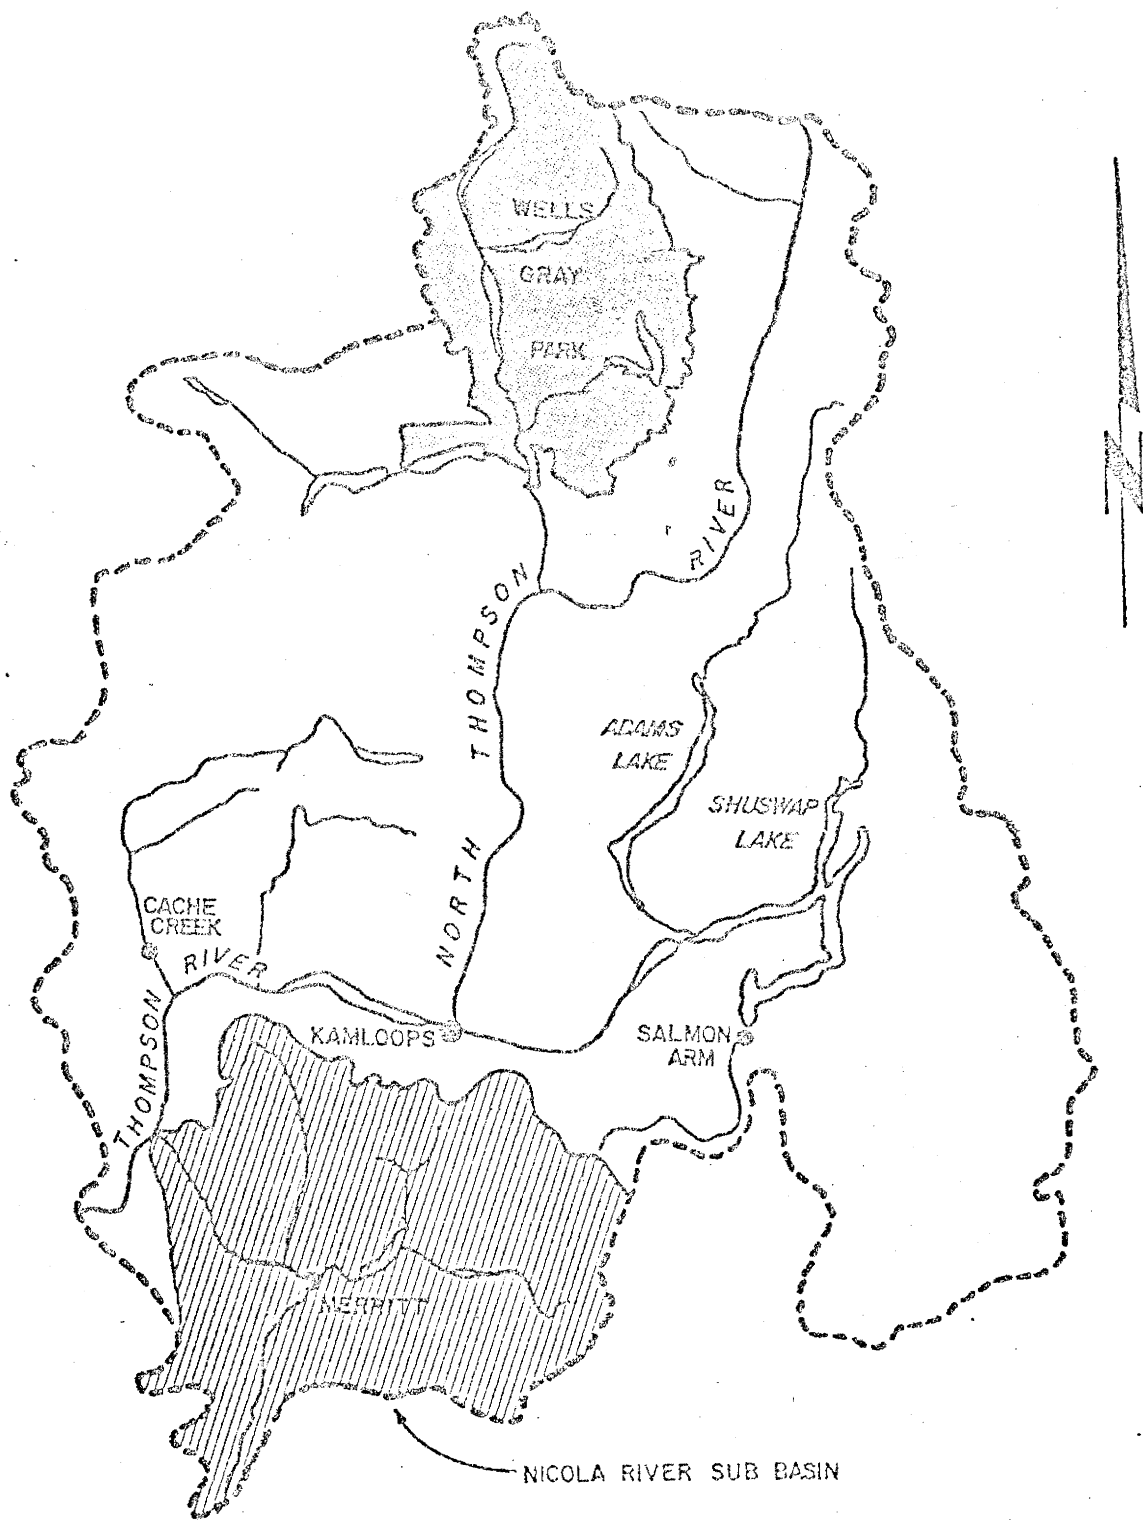 WELLS
GRAY
PARK
NORTH THOMPSON RIVER
ADAMS
LAKE
SHUSWAP
LAKE
CACHE
CREEK
THOMPSON RIVER
KAMLOOPS
SALMON
ARM
MERRITT
NICOLA RIVER SUB BASIN
N